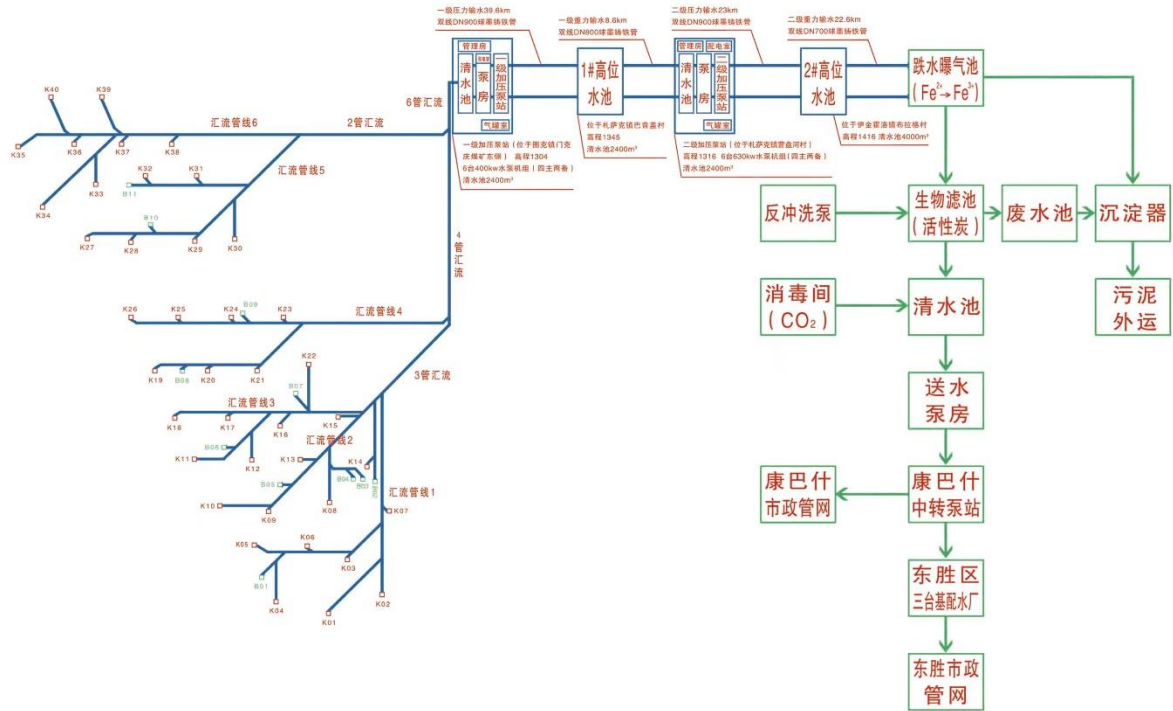 一级压力输水39.6km
双线DN900球墨铸铁管
一级重力输水8.6km
双线DN800球墨铸铁管
二级压力输水23km
双线DN900球墨铸铁管
二级重力输水22.6km
双线DN700球墨铸铁管
管理房
清水池
泵房
一级加压泵站
气罐室
1#高位
水池
管理房
配电室
清水池
泵房
二级加压泵站
气罐室
2#高位
水池
跌水曝气池
(Fe²⁺→Fe³⁺)
一级加压泵站(位于图克镇门克
庆煤矿东侧) 高程1304
6台400kw水泵机组(四主两备)
清水池2400m³
位于札萨克镇巴音盖村
高程1345
清水池2400m³
二级加压泵站(位于札萨克镇营盘河村)
高程1316 6台630kw水泵机组(四主两备)
清水池2400m³
位于伊金霍洛镇布拉格村
高程1416 清水池4000m³
6管汇流
2管汇流
汇流管线6
汇流管线5
K40
K39
K35
K36
K37
K38
K34
K33
K32
K31
B11
B10
K27
K28
K29
K30
4管汇流
K26
K25
K24
B09
K23
汇流管线4
K19
B08
K20
K21
3管汇流
K22
B07
汇流管线3
K18
K17
K16
K15
汇流管线2
B06
K11
K12
K13
K14
B05
B04
B03
B02
K10
K09
K08
汇流管线1
K07
K05
K06
K03
B01
K04
K01
K02
反冲洗泵
生物滤池
(活性炭)
废水池
沉淀器
消毒间
(CO₂)
清水池
污泥
外运
送水
泵房
康巴什
市政管网
康巴什
中转泵站
东胜区
三台基配水厂
东胜市政
管网